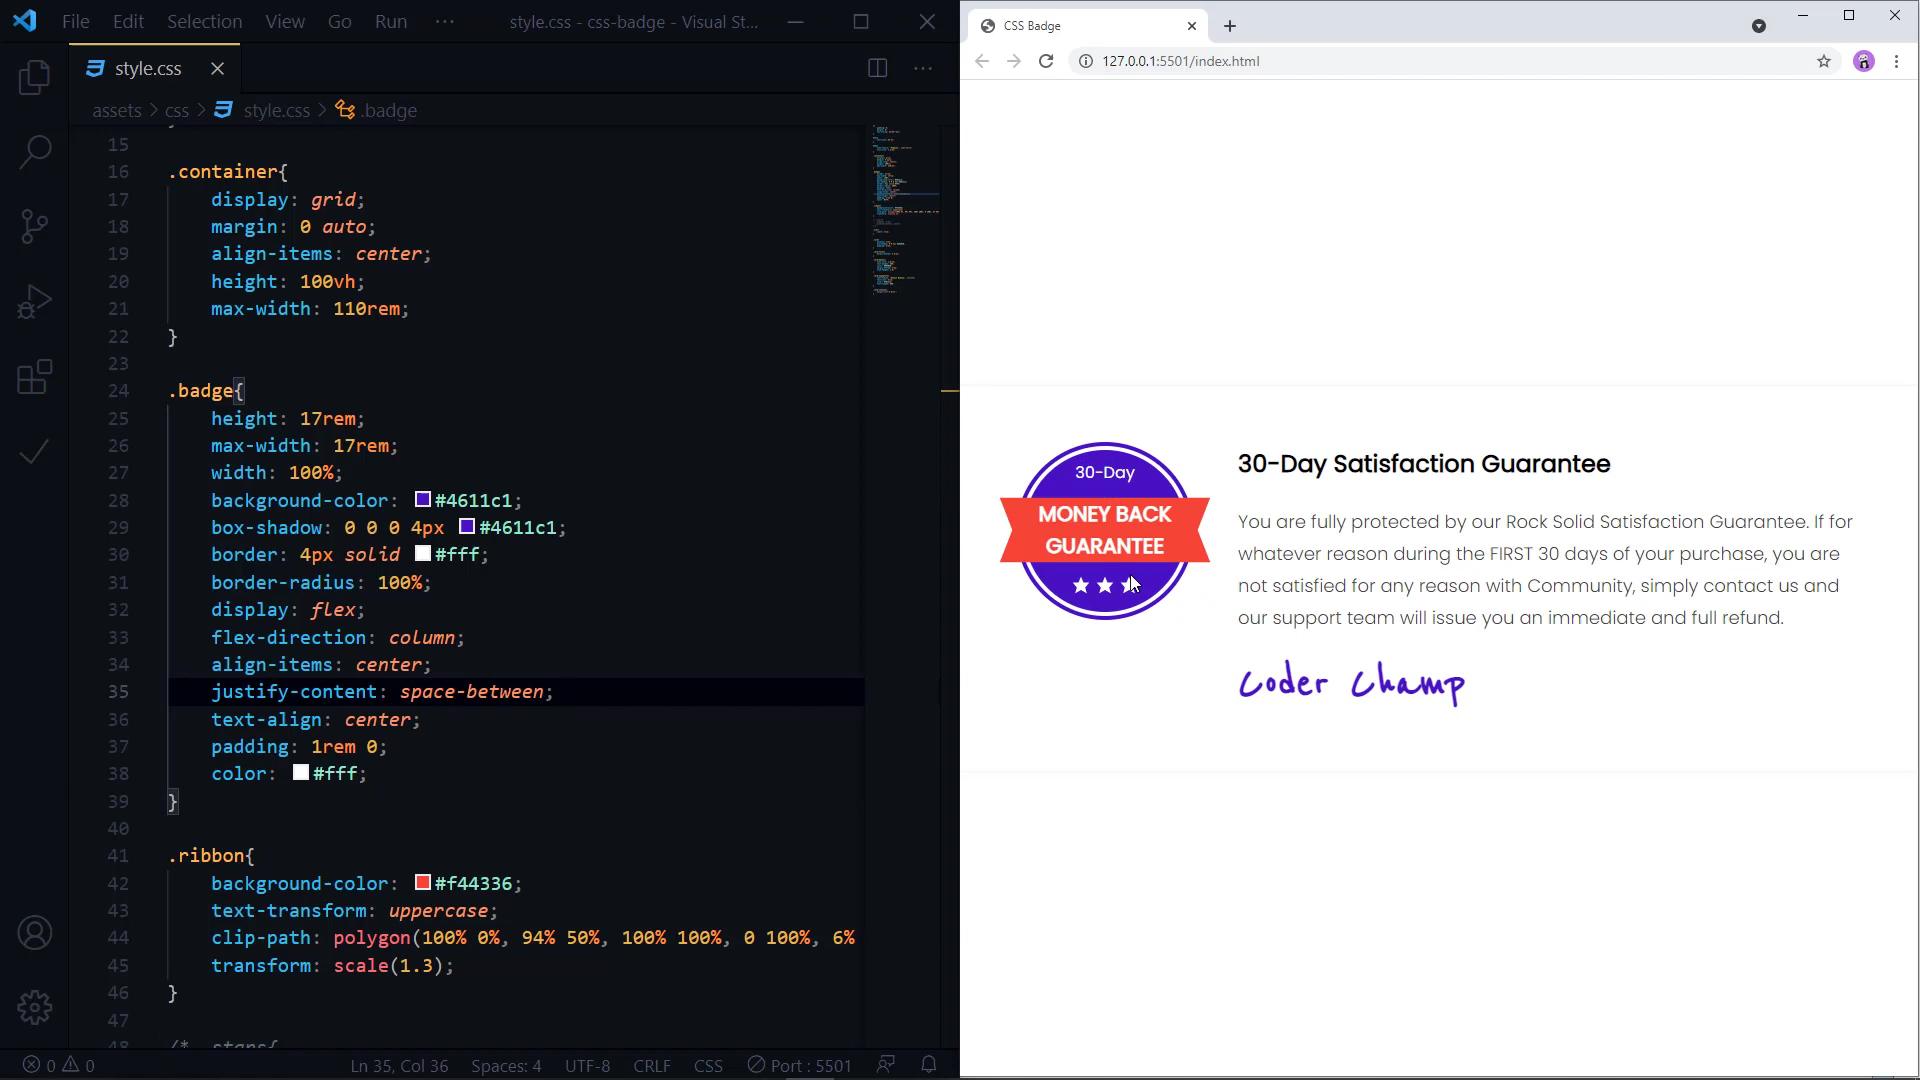 File Edit Selection View Go Run ··· style.css - css-badge - Visual St...
style.css
assets > css > style.css > .badge
15
16 .container{
17 display: grid;
18 margin: 0 auto;
19 align-items: center;
20 height: 100vh;
21 max-width: 110rem;
22 }
23
24 .badge{
25 height: 17rem;
26 max-width: 17rem;
27 width: 100%;
28 background-color: #4611c1;
29 box-shadow: 0 0 0 4px #4611c1;
30 border: 4px solid #fff;
31 border-radius: 100%;
32 display: flex;
33 flex-direction: column;
34 align-items: center;
35 justify-content: space-between;
36 text-align: center;
37 padding: 1rem 0;
38 color: #fff;
39 }
40
41 .ribbon{
42 background-color: #f44336;
43 text-transform: uppercase;
44 clip-path: polygon(100% 0%, 94% 50%, 100% 100%, 0 100%, 6%
45 transform: scale(1.3);
46 }
47
0 0 Ln 35, Col 36 Spaces: 4 UTF-8 CRLF CSS Port : 5501
CSS Badge
127.0.0.1:5501/index.html
30-Day
MONEY BACK
GUARANTEE
30-Day Satisfaction Guarantee
You are fully protected by our Rock Solid Satisfaction Guarantee. If for
whatever reason during the FIRST 30 days of your purchase, you are
not satisfied for any reason with Community, simply contact us and
our support team will issue you an immediate and full refund.
Coder Champ